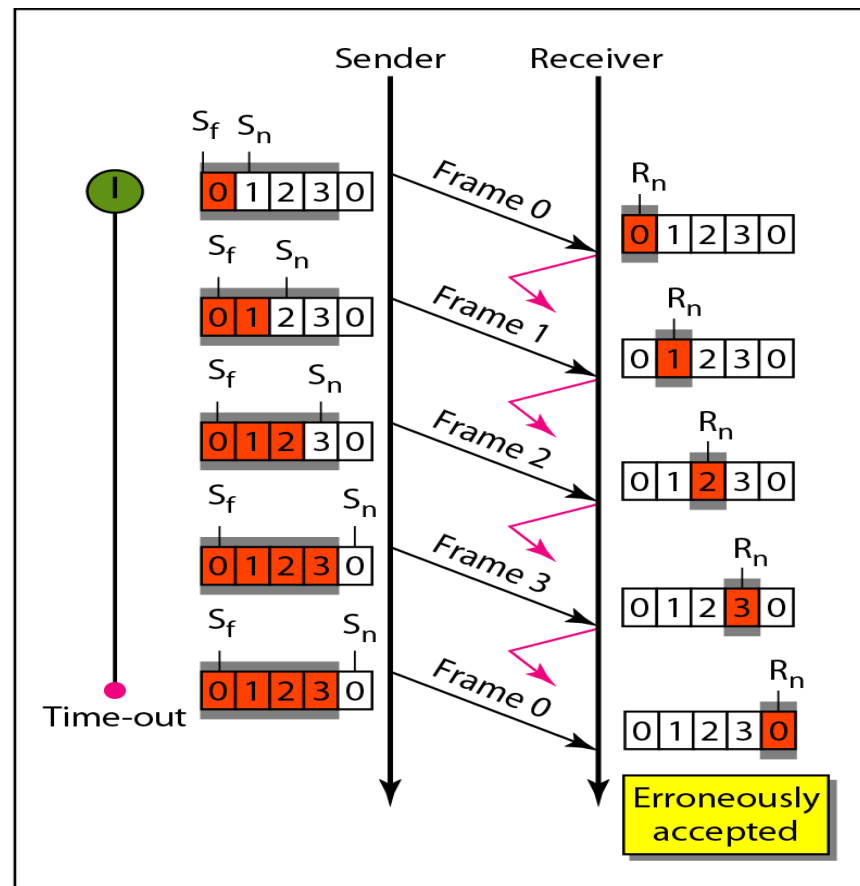 Sender Receiver
Sf Sn
0 1 2 3 0
Frame 0
Rn
0 1 2 3 0
Sf Sn
0 1 2 3 0
Frame 1
Rn
0 1 2 3 0
Sf Sn
0 1 2 3 0
Frame 2
Rn
0 1 2 3 0
Sf Sn
0 1 2 3 0
Frame 3
Rn
0 1 2 3 0
Sf Sn
0 1 2 3 0
Frame 0
Rn
0 1 2 3 0
Time-out
Erroneously
accepted